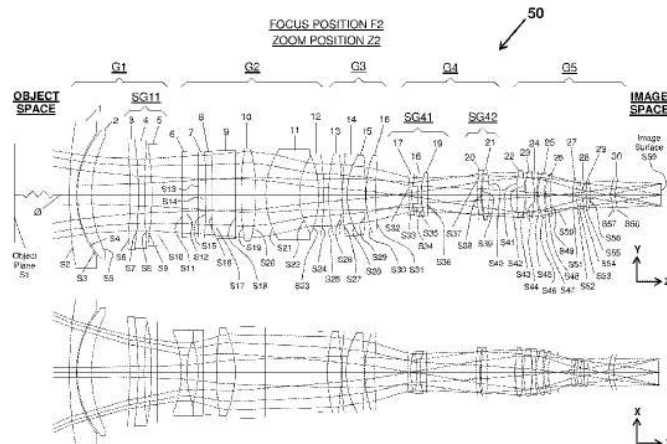 50
FOCUS POSITION F2
ZOOM POSITION Z2
G1 G2 G3 G4 G5
OBJECT SPACE
SG11
SG41
SG42
IMAGE SPACE
1 2 3 4 5 6 7 8 9 10 11 12 13 14 15 16
17 18 19 20 21 22 23 24 25 26 27 28 29 30
Image Surface S59
S13
S14
Ø
Object Plane S1
S2 S3 S4 S5 S6 S7 S8 S9 S10 S11 S12 S15 S16 S17 S18 S19 S20 S21 S22 S23 S24 S25 S26 S27 S28 S29 S30 S31
S32 S33 S34 S35 S36 S37 S38 S39 S40 S41 S42 S43 S44 S45 S46 S47 S48 S49 S50 S51 S52 S53 S54 S55 S56 S57
Y
Z
X